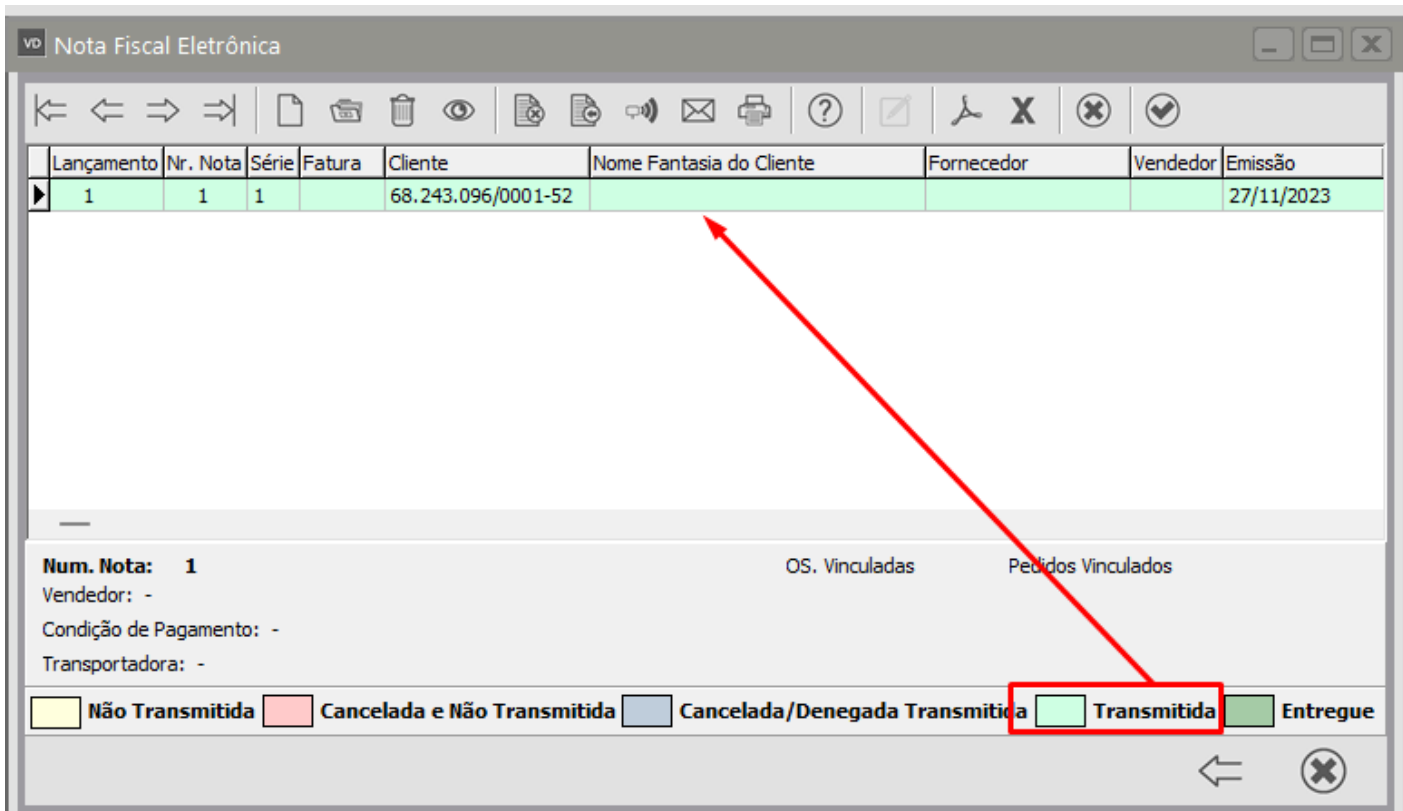 VD Nota Fiscal Eletrônica
Lançamento Nr. Nota Série Fatura Cliente Nome Fantasia do Cliente Fornecedor Vendedor Emissão
1 1 1 68.243.096/0001-52 27/11/2023
Num. Nota: 1 OS. Vinculadas Pedidos Vinculados
Vendedor: -
Condição de Pagamento: -
Transportadora: -
Não Transmitida Cancelada e Não Transmitida Cancelada/Denegada Transmitida Transmitida Entregue